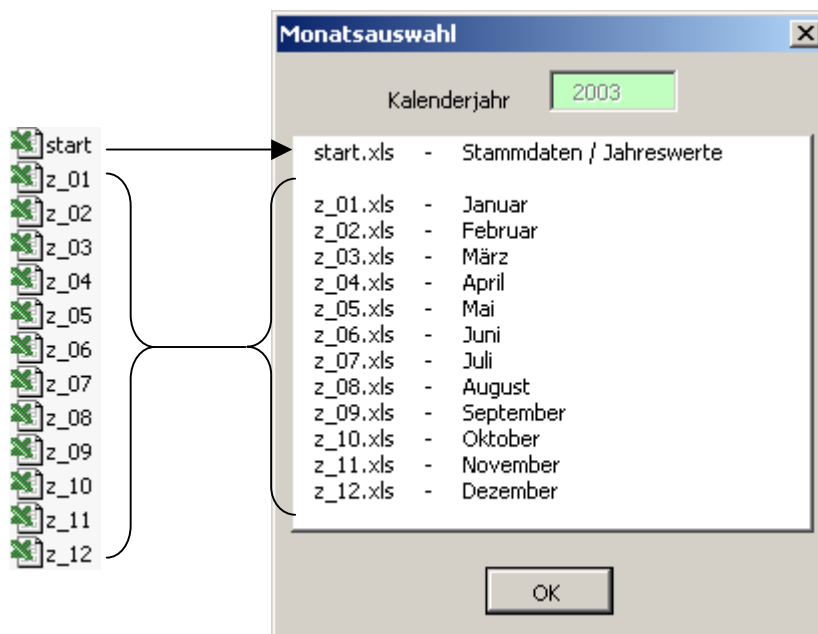 Monatsauswahl
Kalenderjahr 2003
start
z_01
z_02
z_03
z_04
z_05
z_06
z_07
z_08
z_09
z_10
z_11
z_12
start.xls - Stammdaten / Jahreswerte
z_01.xls - Januar
z_02.xls - Februar
z_03.xls - März
z_04.xls - April
z_05.xls - Mai
z_06.xls - Juni
z_07.xls - Juli
z_08.xls - August
z_09.xls - September
z_10.xls - Oktober
z_11.xls - November
z_12.xls - Dezember
OK